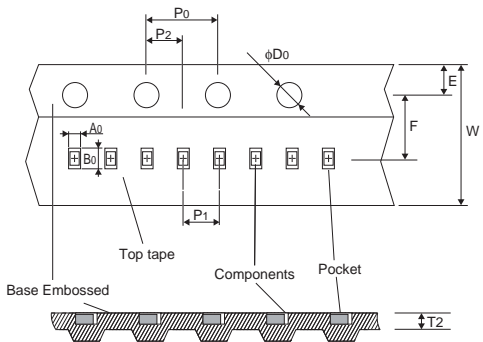 P0
P2
ϕD0
E
F
W
A0
B0
P1
Top tape
Components
Pocket
Base Embossed
T2